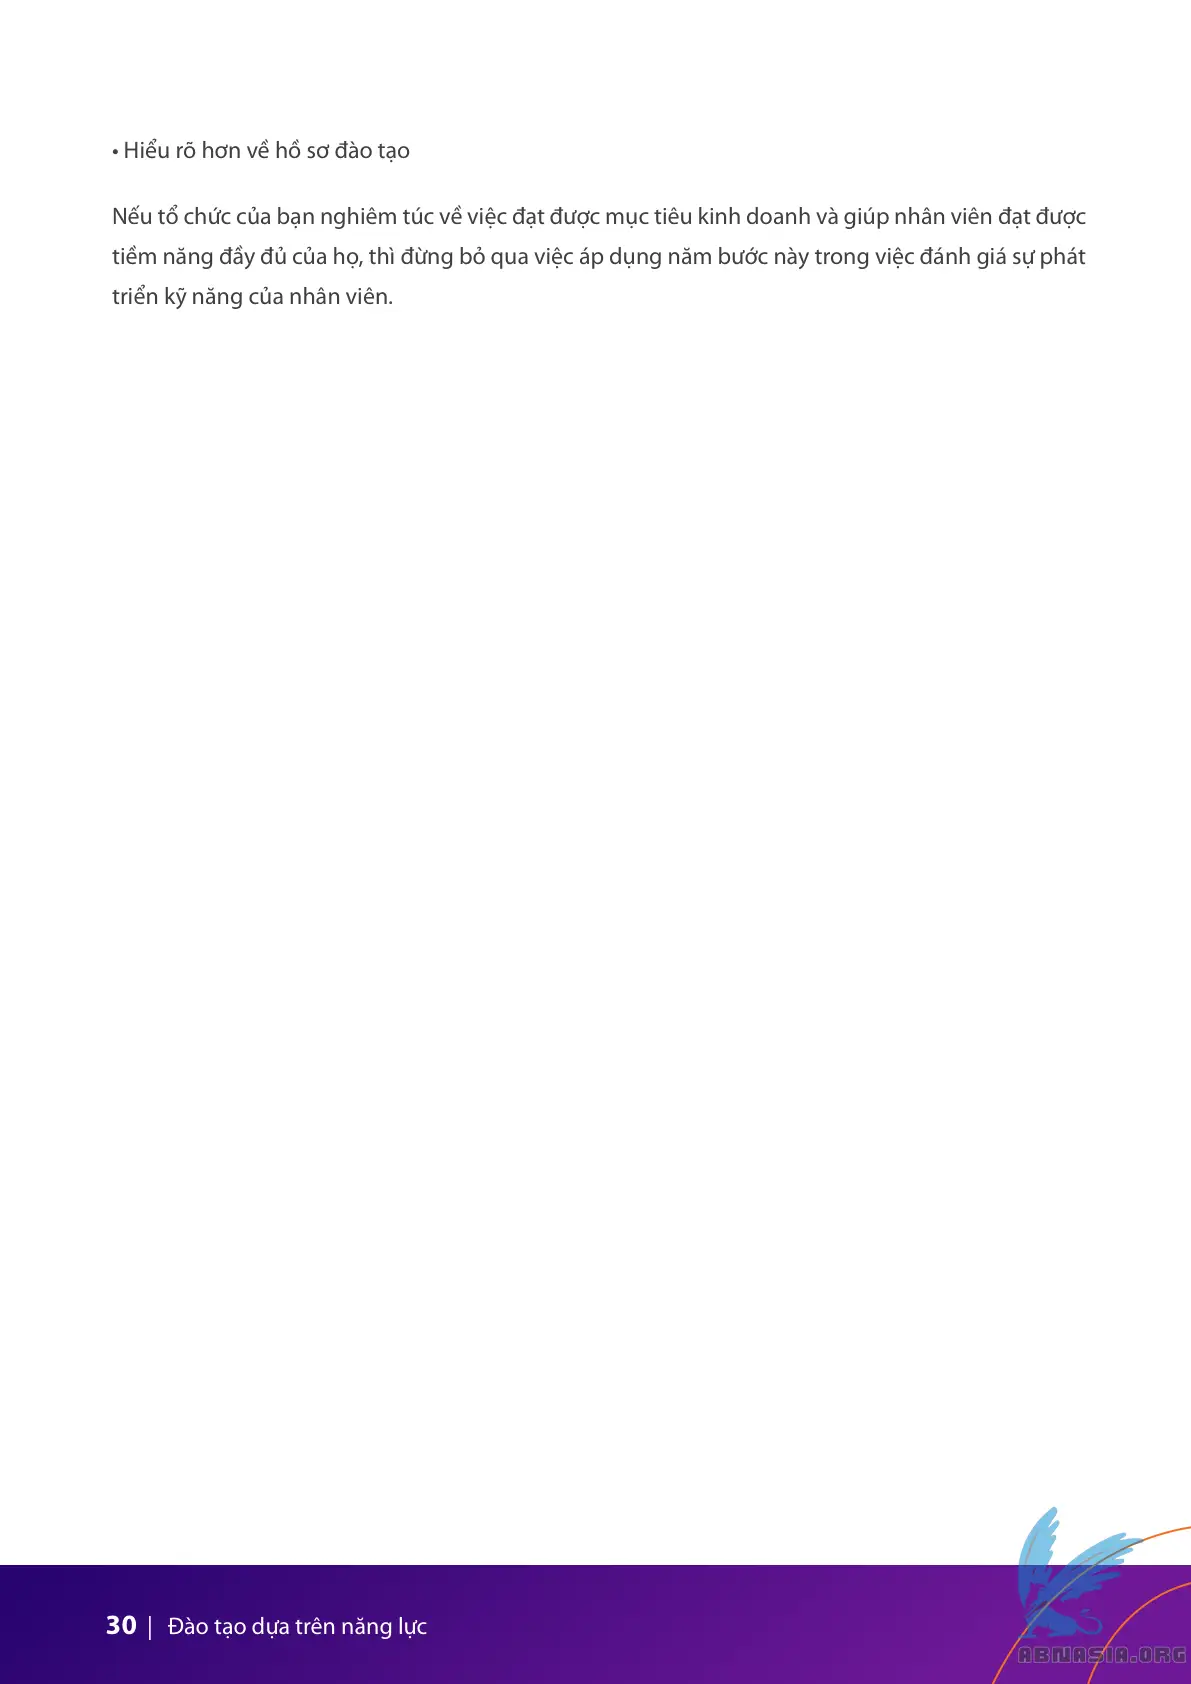 • Hiểu rõ hơn về hồ sơ đào tạo
Nếu tổ chức của bạn nghiêm túc về việc đạt được mục tiêu kinh doanh và giúp nhân viên đạt được
tiềm năng đầy đủ của họ, thì đừng bỏ qua việc áp dụng năm bước này trong việc đánh giá sự phát
triển kỹ năng của nhân viên.
30 | Đào tạo dựa trên năng lực
ABNASIA.ORG